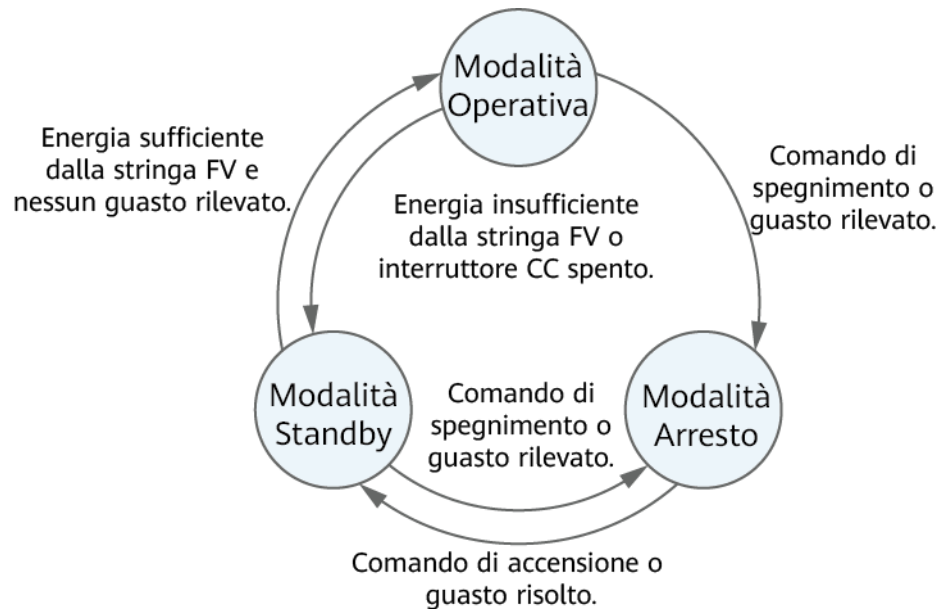 Modalità
Operativa
Energia sufficiente
dalla stringa FV e
nessun guasto rilevato.
Energia insufficiente
dalla stringa FV o
interruttore CC spento.
Comando di
spegnimento o
guasto rilevato.
Modalità
Standby
Comando di
spegnimento o
guasto rilevato.
Modalità
Arresto
Comando di accensione o
guasto risolto.